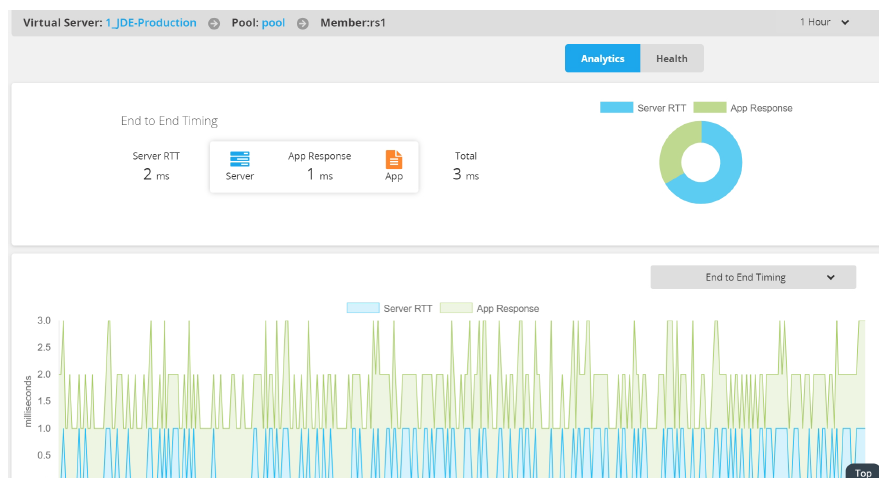 Virtual Server: 1_JDE-Production Pool: pool Member:rs1 1 Hour
Analytics Health
End to End Timing
Server RTT App Response
Server RTT
2 ms
Server
App Response
1 ms
App
Total
3 ms
End to End Timing
Server RTT App Response
milliseconds
3.0
2.5
2.0
1.5
1.0
0.5
Top